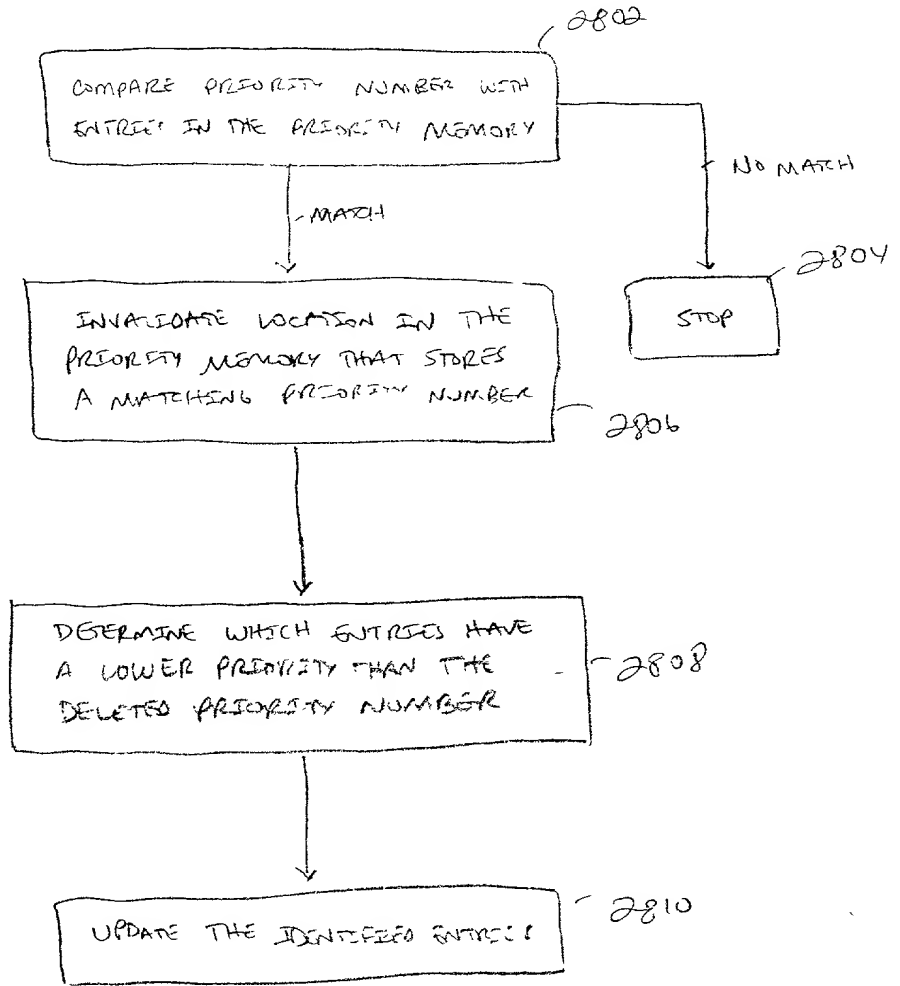 2802
COMPARE PRIORITY NUMBER WITH
ENTRIES IN THE PRIORITY MEMORY
NO MATCH
MATCH
2804
STOP
INVALIDATE LOCATION IN THE
PRIORITY MEMORY THAT STORES
A MATCHING PRIORITY NUMBER
2806
DETERMINE WHICH ENTRIES HAVE
A LOWER PRIORITY THAN THE
DELETED PRIORITY NUMBER
2808
2810
UPDATE THE IDENTIFIED ENTRIES